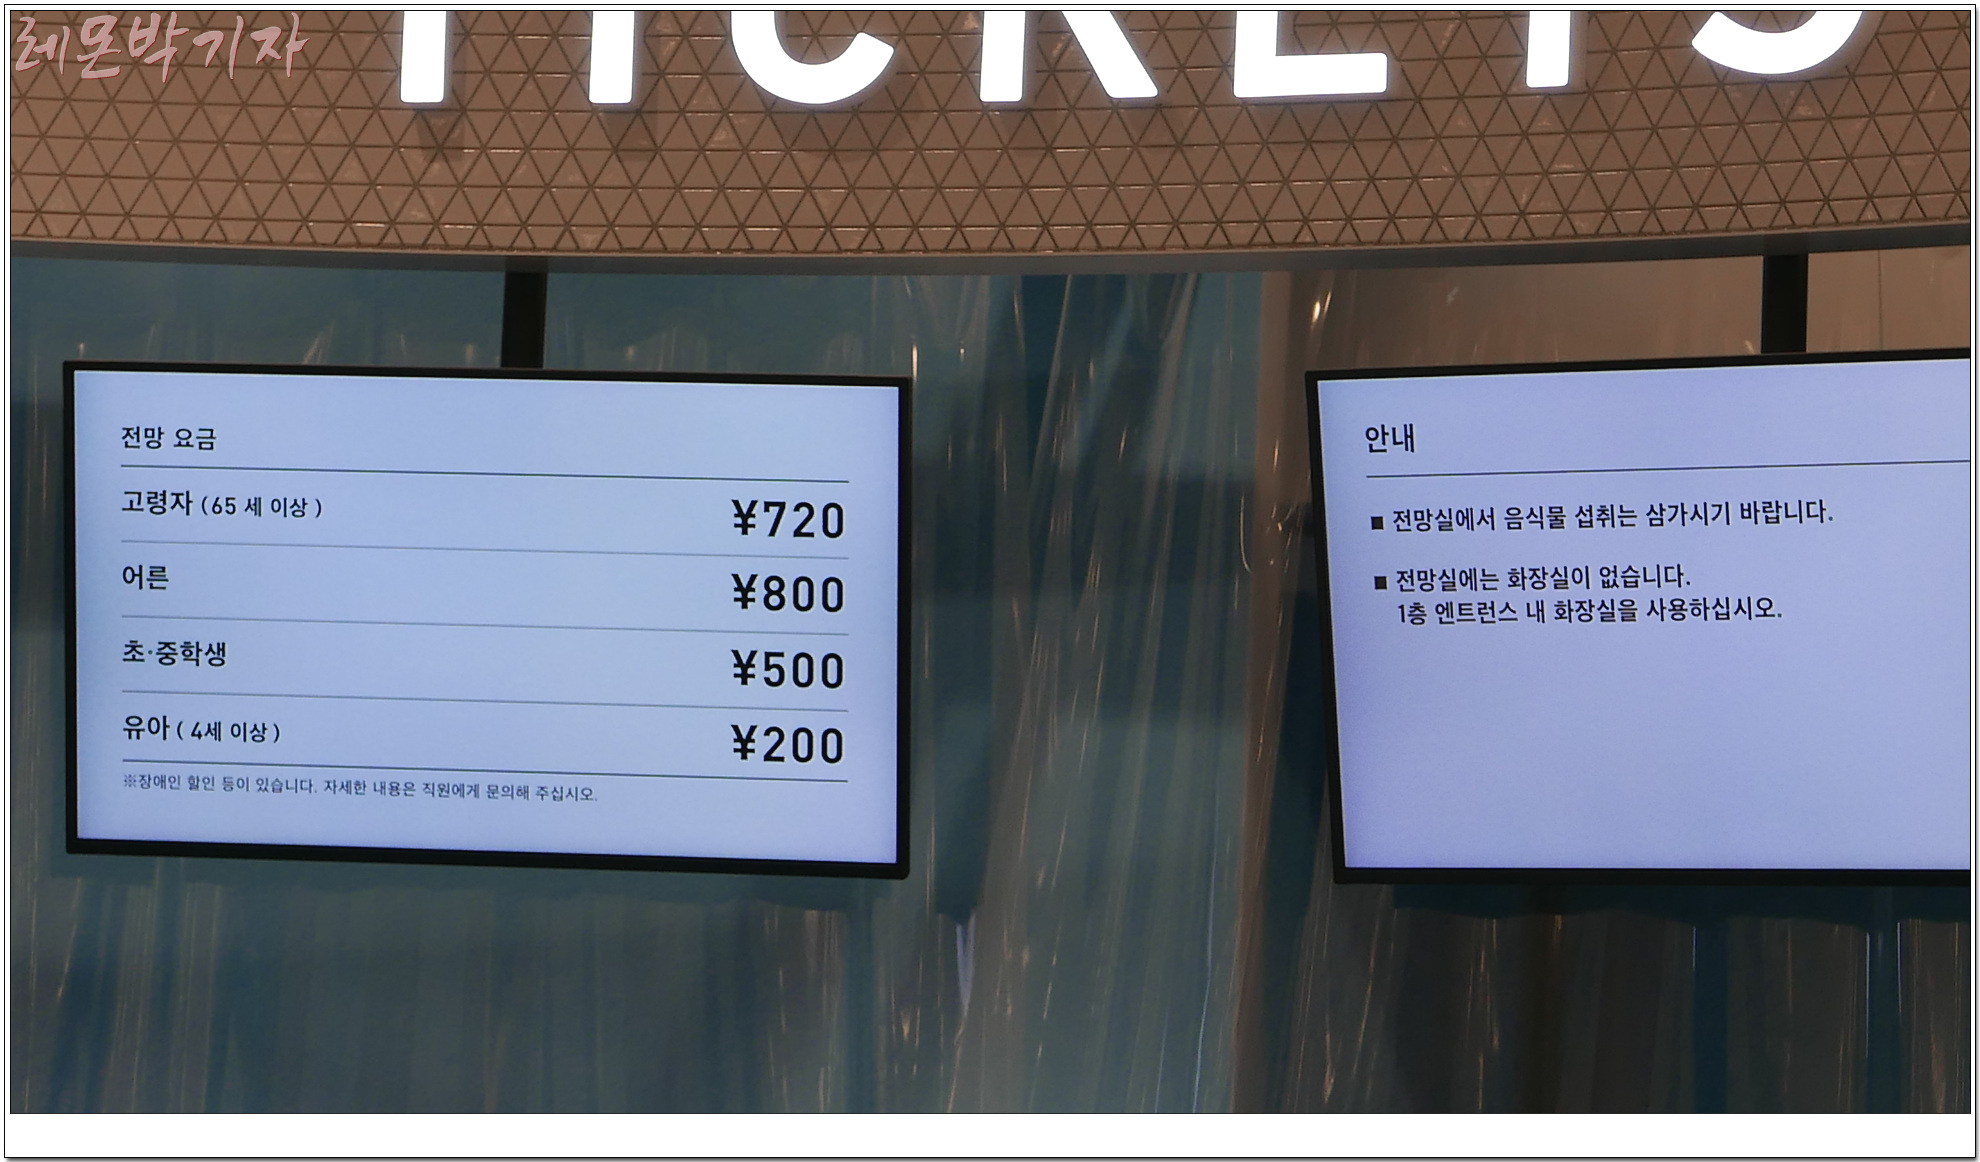 레몬박기자
TICKETS
전망 요금
고령자 ( 65 세 이상 ) ¥720
어른 ¥800
초·중학생 ¥500
유아 ( 4세 이상 ) ¥200
※장애인 할인 등이 있습니다. 자세한 내용은 직원에게 문의해 주십시오.
안내
■ 전망실에서 음식물 섭취는 삼가시기 바랍니다.
■ 전망실에는 화장실이 없습니다.
1층 엔트런스 내 화장실을 사용하십시오.